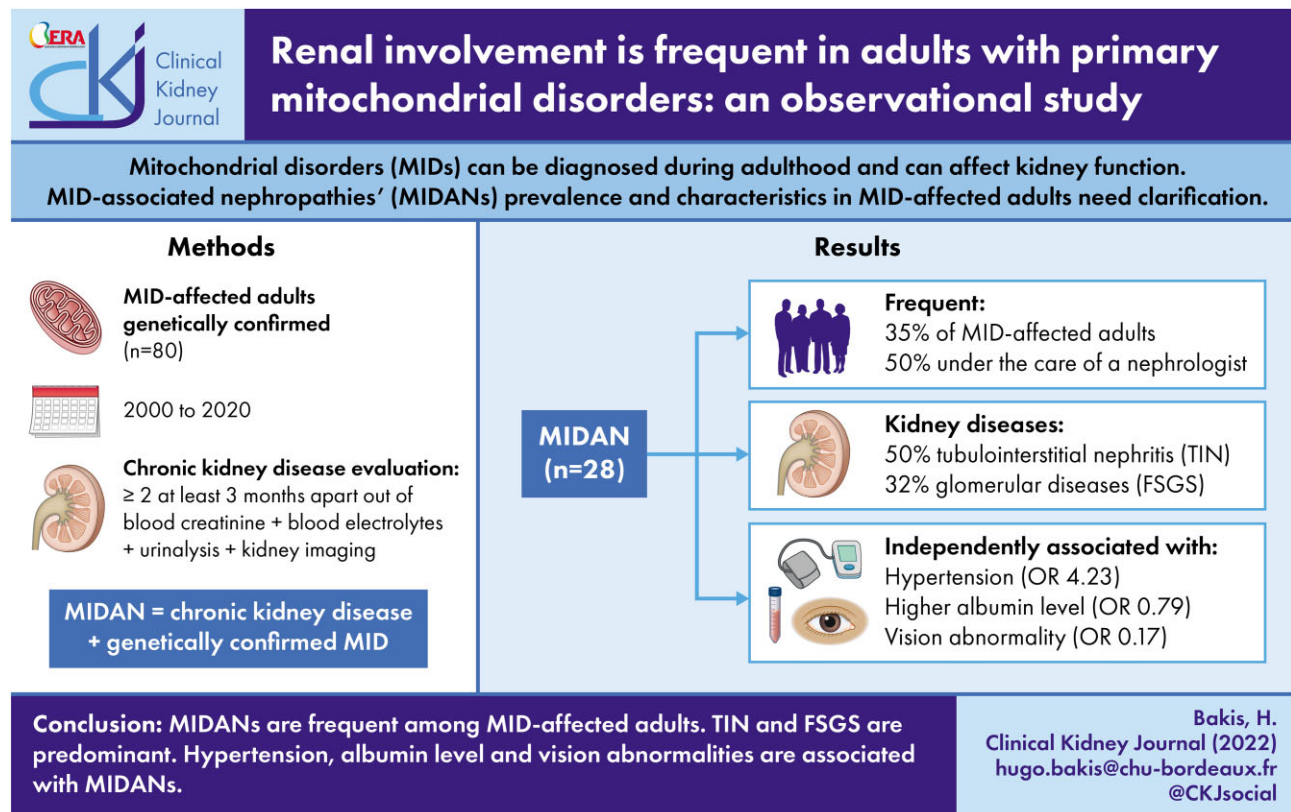 ERA
CKJ
Clinical
Kidney
Journal
Renal involvement is frequent in adults with primary
mitochondrial disorders: an observational study
Mitochondrial disorders (MIDs) can be diagnosed during adulthood and can affect kidney function.
MID-associated nephropathies’ (MIDANs) prevalence and characteristics in MID-affected adults need clarification.
Methods
MID-affected adults
genetically confirmed
(n=80)
2000 to 2020
Chronic kidney disease evaluation:
≥ 2 at least 3 months apart out of
blood creatinine + blood electrolytes
+ urinalysis + kidney imaging
MIDAN = chronic kidney disease
+ genetically confirmed MID
Results
MIDAN
(n=28)
Frequent:
35% of MID-affected adults
50% under the care of a nephrologist
Kidney diseases:
50% tubulointerstitial nephritis (TIN)
32% glomerular diseases (FSGS)
Independently associated with:
Hypertension (OR 4.23)
Higher albumin level (OR 0.79)
Vision abnormality (OR 0.17)
Conclusion: MIDANs are frequent among MID-affected adults. TIN and FSGS are
predominant. Hypertension, albumin level and vision abnormalities are associated
with MIDANs.
Bakis, H.
Clinical Kidney Journal (2022)
hugo.bakis@chu-bordeaux.fr
@CKJsocial